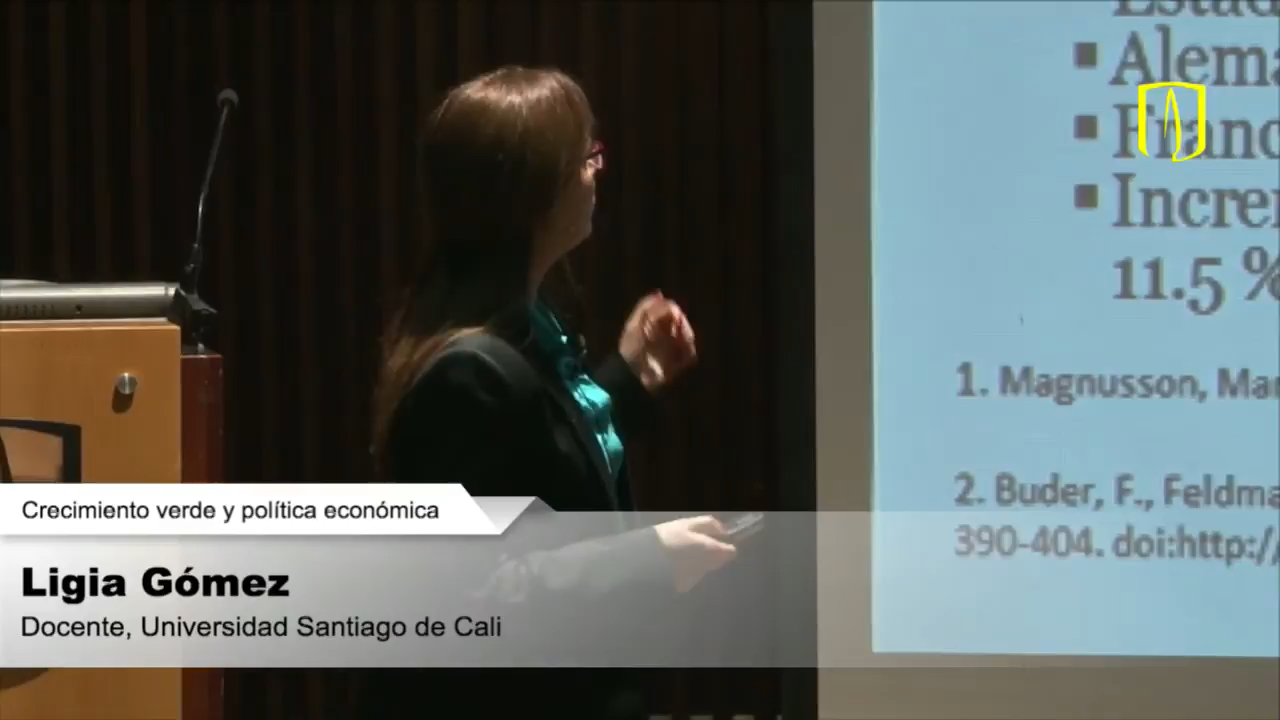 Alema
Franc
Increr
11.5 %
1. Magnusson, Ma
2. Buder, F., Feldma
390-404. doi:http://
Crecimiento verde y política económica
Ligia Gómez
Docente, Universidad Santiago de Cali